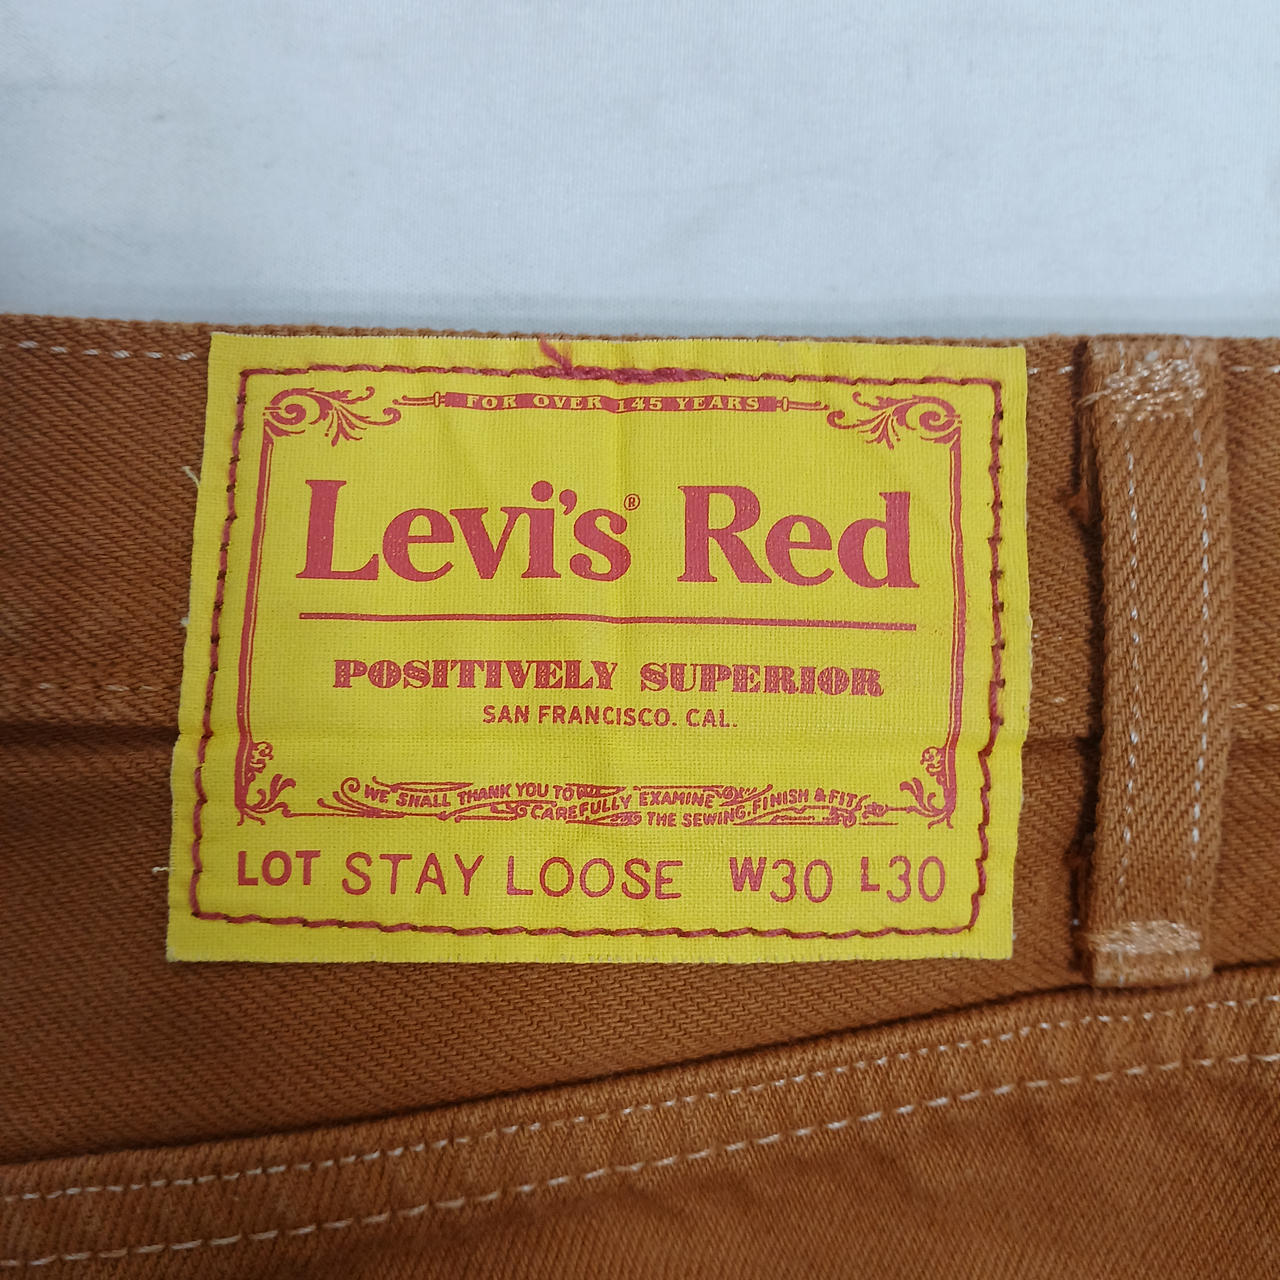 FOR OVER 145 YEARS
Levi's® Red
POSITIVELY SUPERIOR
SAN FRANCISCO. CAL.
WE SHALL THANK YOU TO CAREFULLY EXAMINE THE SEWING, FINISH & FIT
LOT STAY LOOSE W30 L30